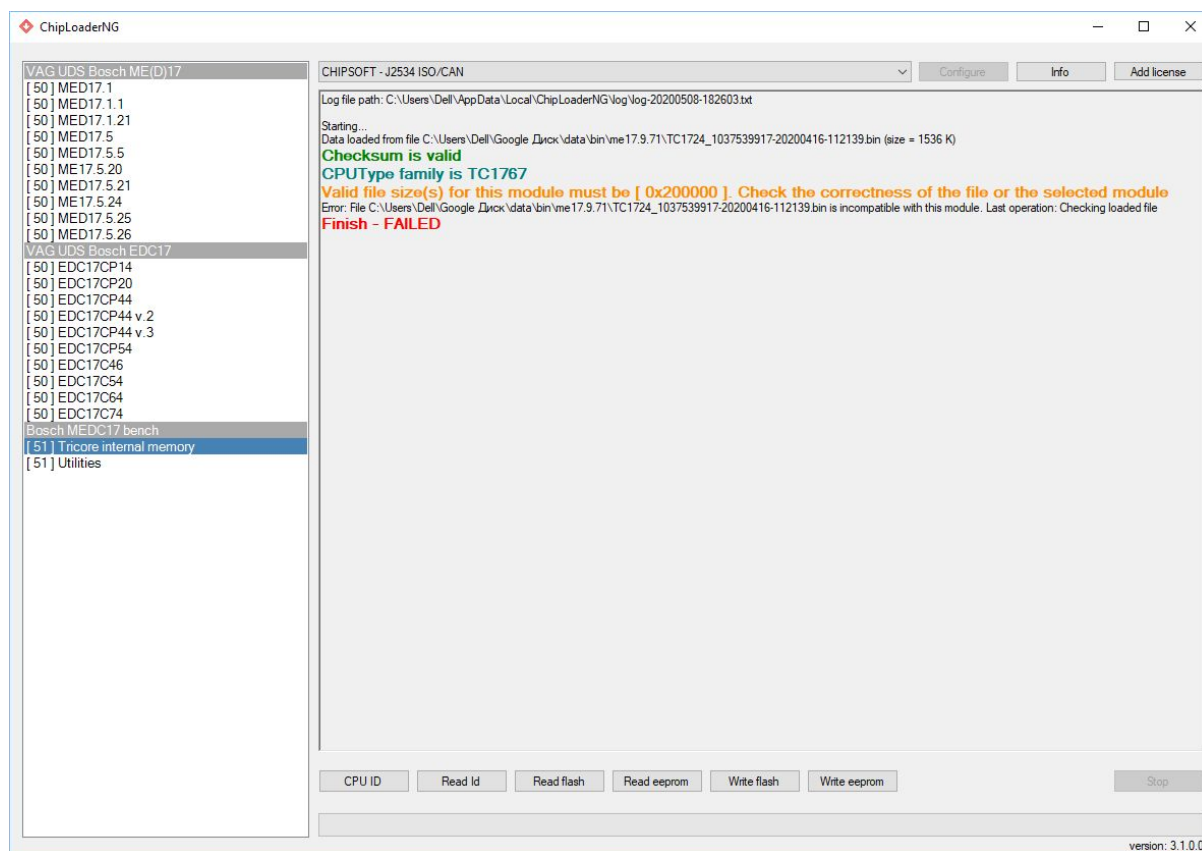 ChipLoaderNG
VAG UDS Bosch ME(D)17
[ 50 ] MED17.1
[ 50 ] MED17.1.1
[ 50 ] MED17.1.21
[ 50 ] MED17.5
[ 50 ] MED17.5.5
[ 50 ] ME17.5.20
[ 50 ] MED17.5.21
[ 50 ] ME17.5.24
[ 50 ] MED17.5.25
[ 50 ] MED17.5.26
VAG UDS Bosch EDC17
[ 50 ] EDC17CP14
[ 50 ] EDC17CP20
[ 50 ] EDC17CP44
[ 50 ] EDC17CP44 v.2
[ 50 ] EDC17CP44 v.3
[ 50 ] EDC17CP54
[ 50 ] EDC17C46
[ 50 ] EDC17C54
[ 50 ] EDC17C64
[ 50 ] EDC17C74
Bosch MEDC17 bench
[ 51 ] Tricore internal memory
[ 51 ] Utilities
CHIPSOFT - J2534 ISO/CAN
Configure
Info
Add license
Log file path: C:\Users\Dell\AppData\Local\ChipLoaderNG\log\log-20200508-182603.txt
Starting...
Data loaded from file C:\Users\Dell\Google Диск\data\bin\me17.9.71\TC1724_1037539917-20200416-112139.bin (size = 1536 K)
Checksum is valid
CPUType family is TC1767
Valid file size(s) for this module must be [ 0x200000 ]. Check the correctness of the file or the selected module
Error: File C:\Users\Dell\Google Диск\data\bin\me17.9.71\TC1724_1037539917-20200416-112139.bin is incompatible with this module. Last operation: Checking loaded file
Finish - FAILED
CPU ID
Read Id
Read flash
Read eeprom
Write flash
Write eeprom
Stop
version: 3.1.0.0